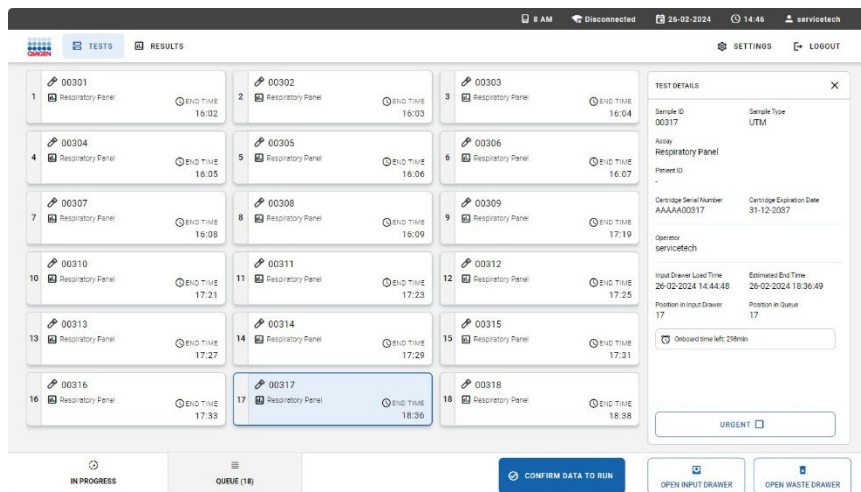 8 AM Disconnected 26-02-2024 14:46 servicetech
QIAGEN TESTS RESULTS SETTINGS LOGOUT
1 00301 Respiratory Panel END TIME 16:02
2 00302 Respiratory Panel END TIME 16:03
3 00303 Respiratory Panel END TIME 16:04
4 00304 Respiratory Panel END TIME 16:05
5 00305 Respiratory Panel END TIME 16:06
6 00306 Respiratory Panel END TIME 16:07
7 00307 Respiratory Panel END TIME 16:08
8 00308 Respiratory Panel END TIME 16:09
9 00309 Respiratory Panel END TIME 17:19
10 00310 Respiratory Panel END TIME 17:21
11 00311 Respiratory Panel END TIME 17:23
12 00312 Respiratory Panel END TIME 17:25
13 00313 Respiratory Panel END TIME 17:27
14 00314 Respiratory Panel END TIME 17:29
15 00315 Respiratory Panel END TIME 17:31
16 00316 Respiratory Panel END TIME 17:33
17 00317 Respiratory Panel END TIME 18:36
18 00318 Respiratory Panel END TIME 18:38
TEST DETAILS
Sample ID Sample Type
00317 UTM
Assay
Respiratory Panel
Patient ID
-
Cartridge Serial Number Cartridge Expiration Date
AAAAA00317 31-12-2037
Operator
servicetech
Input Drawer Load Time Estimated End Time
26-02-2024 14:44:48 26-02-2024 18:36:49
Position in Input Drawer Position in Queue
17 17
Onboard time left: 298min
URGENT
IN PROGRESS QUEUE (18) CONFIRM DATA TO RUN OPEN INPUT DRAWER OPEN WASTE DRAWER